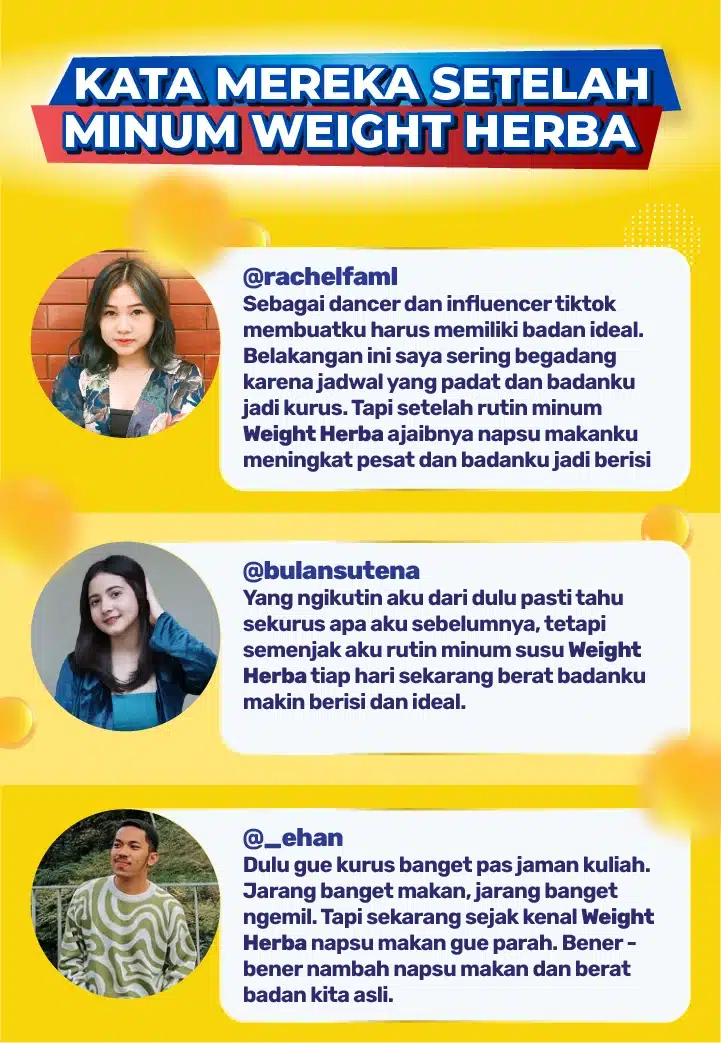 KATA MEREKA SETELAH
MINUM WEIGHT HERBA
@rachelfaml
Sebagai dancer dan influencer tiktok
membuatku harus memiliki badan ideal.
Belakangan ini saya sering begadang
karena jadwal yang padat dan badanku
jadi kurus. Tapi setelah rutin minum
Weight Herba ajaibnya napsu makanku
meningkat pesat dan badanku jadi berisi
@bulansutena
Yang ngikutin aku dari dulu pasti tahu
sekurus apa aku sebelumnya, tetapi
semenjak aku rutin minum susu Weight
Herba tiap hari sekarang berat badanku
makin berisi dan ideal.
@_ehan
Dulu gue kurus banget pas jaman kuliah.
Jarang banget makan, jarang banget
ngemil. Tapi sekarang sejak kenal Weight
Herba napsu makan gue parah. Bener -
bener nambah napsu makan dan berat
badan kita asli.